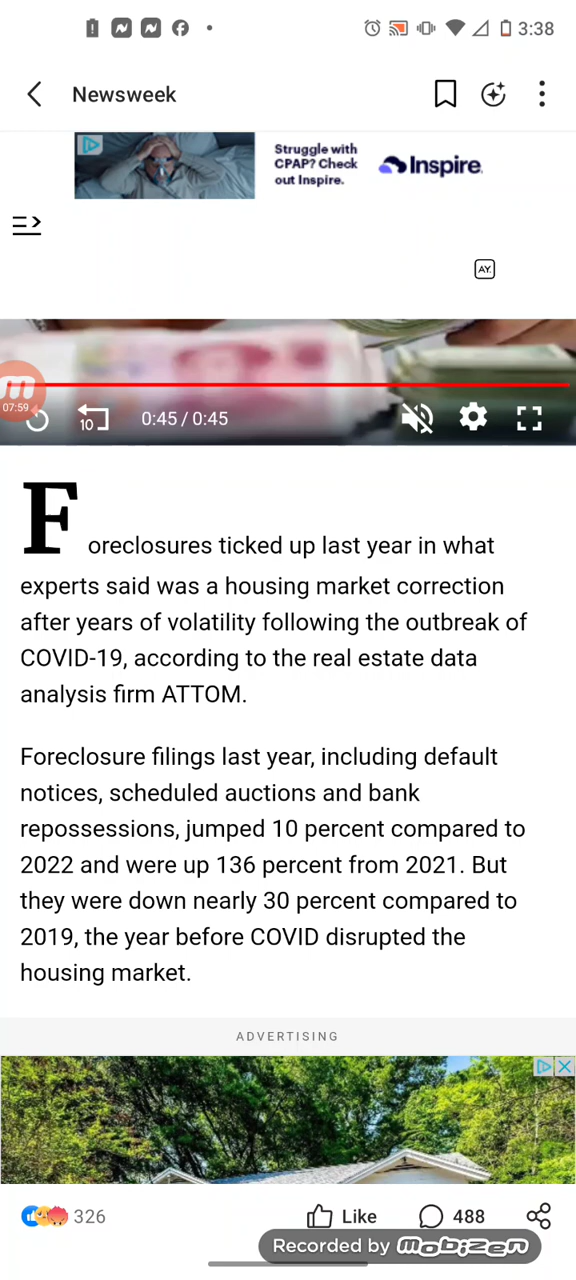 3:38
Newsweek
Struggle with
CPAP? Check
out Inspire.
Inspire
AY.
07:59
10
0:45 / 0:45
Foreclosures ticked up last year in what
experts said was a housing market correction
after years of volatility following the outbreak of
COVID-19, according to the real estate data
analysis firm ATTOM.
Foreclosure filings last year, including default
notices, scheduled auctions and bank
repossessions, jumped 10 percent compared to
2022 and were up 136 percent from 2021. But
they were down nearly 30 percent compared to
2019, the year before COVID disrupted the
housing market.
ADVERTISING
326
Like
488
Recorded by mobizen